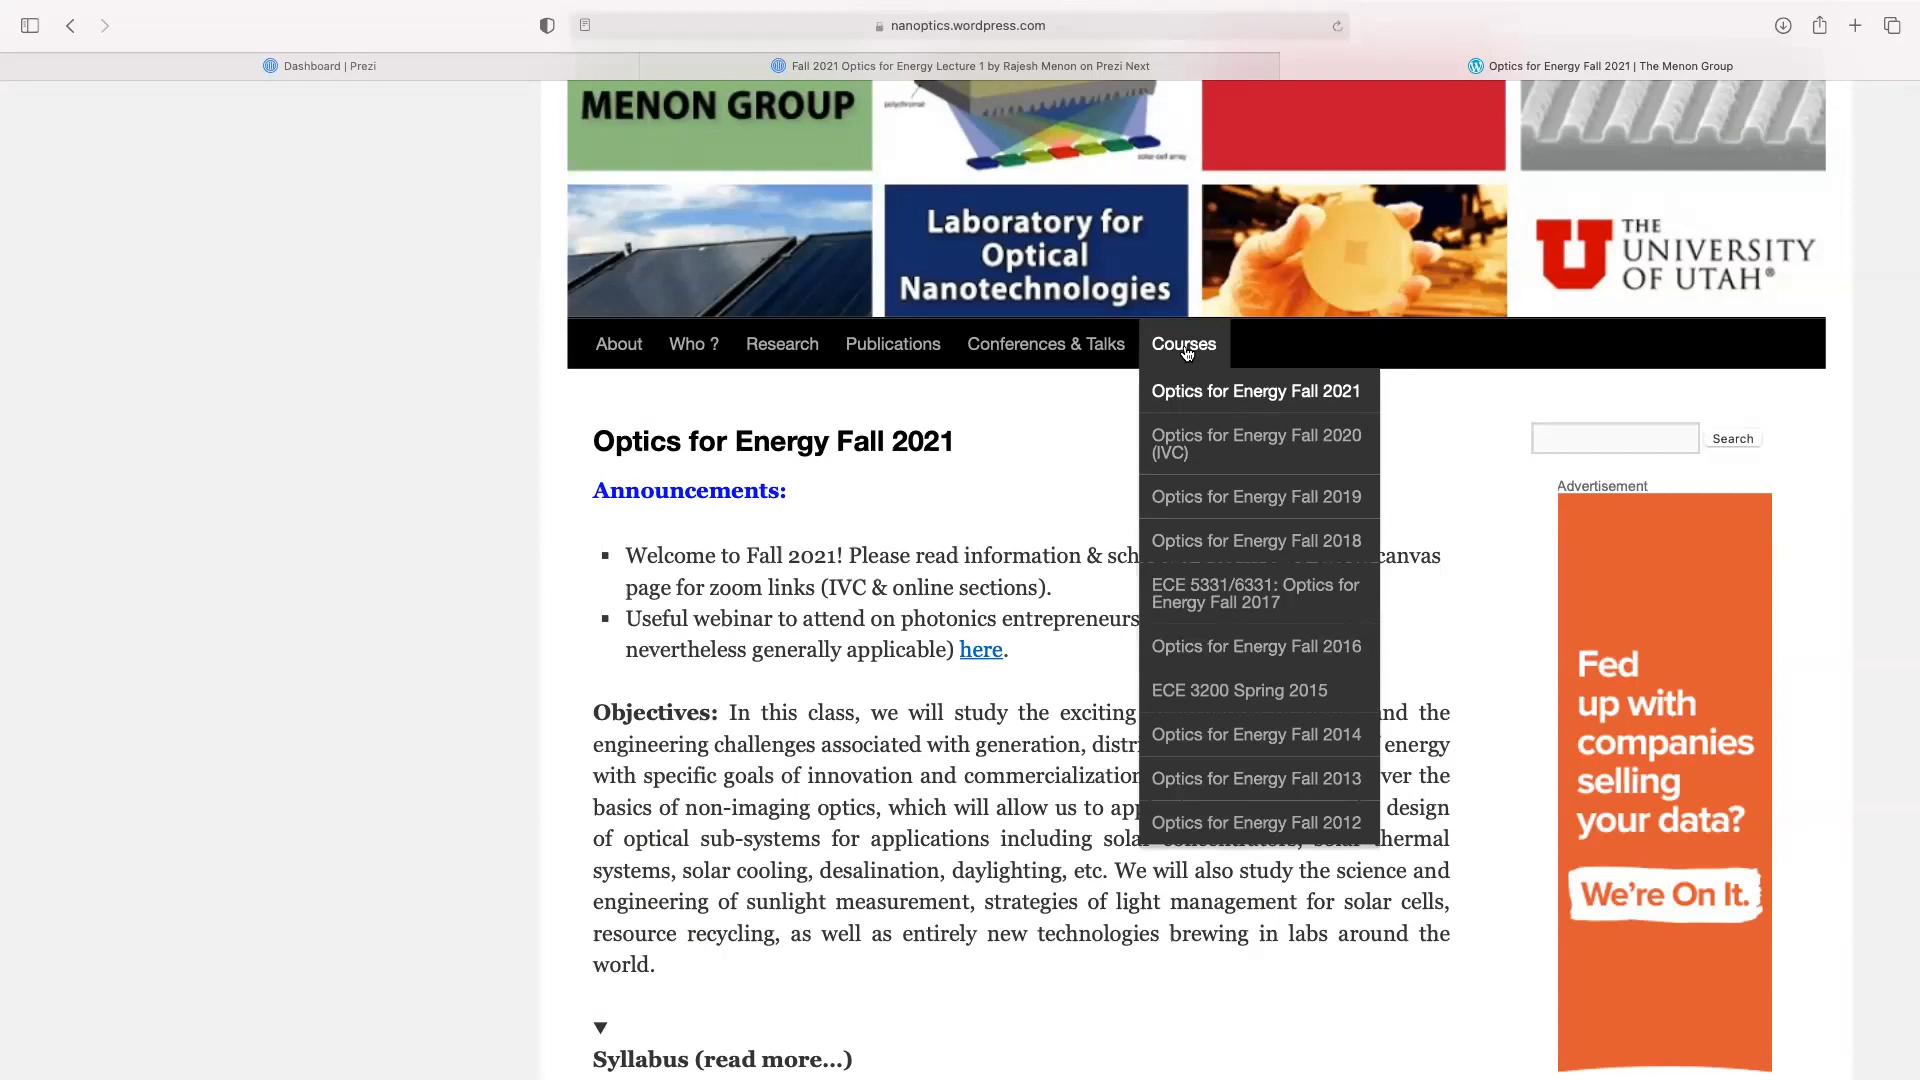 nanoptics.wordpress.com
Dashboard | Prezi
Fall 2021 Optics for Energy Lecture 1 by Rajesh Menon on Prezi Next
Optics for Energy Fall 2021 | The Menon Group
MENON GROUP
polychromat
solar-cell array
Laboratory for
Optical
Nanotechnologies
THE
UNIVERSITY
OF UTAH®
About
Who ?
Research
Publications
Conferences & Talks
Courses
Optics for Energy Fall 2021
Optics for Energy Fall 2020
(IVC)
Optics for Energy Fall 2019
Optics for Energy Fall 2018
ECE 5331/6331: Optics for
Energy Fall 2017
Optics for Energy Fall 2016
ECE 3200 Spring 2015
Optics for Energy Fall 2014
Optics for Energy Fall 2013
Optics for Energy Fall 2012
Optics for Energy Fall 2021
Announcements:
▪ Welcome to Fall 2021! Please read information & sch canvas
page for zoom links (IVC & online sections).
▪ Useful webinar to attend on photonics entrepreneurs
nevertheless generally applicable) here.
Objectives: In this class, we will study the exciting and the
engineering challenges associated with generation, distri energy
with specific goals of innovation and commercialization ver the
basics of non-imaging optics, which will allow us to app design
of optical sub-systems for applications including solar concentrators, solar thermal
systems, solar cooling, desalination, daylighting, etc. We will also study the science and
engineering of sunlight measurement, strategies of light management for solar cells,
resource recycling, as well as entirely new technologies brewing in labs around the
world.
▼
Syllabus (read more...)
Search
Advertisement
Fed
up with
companies
selling
your data?
We're On It.